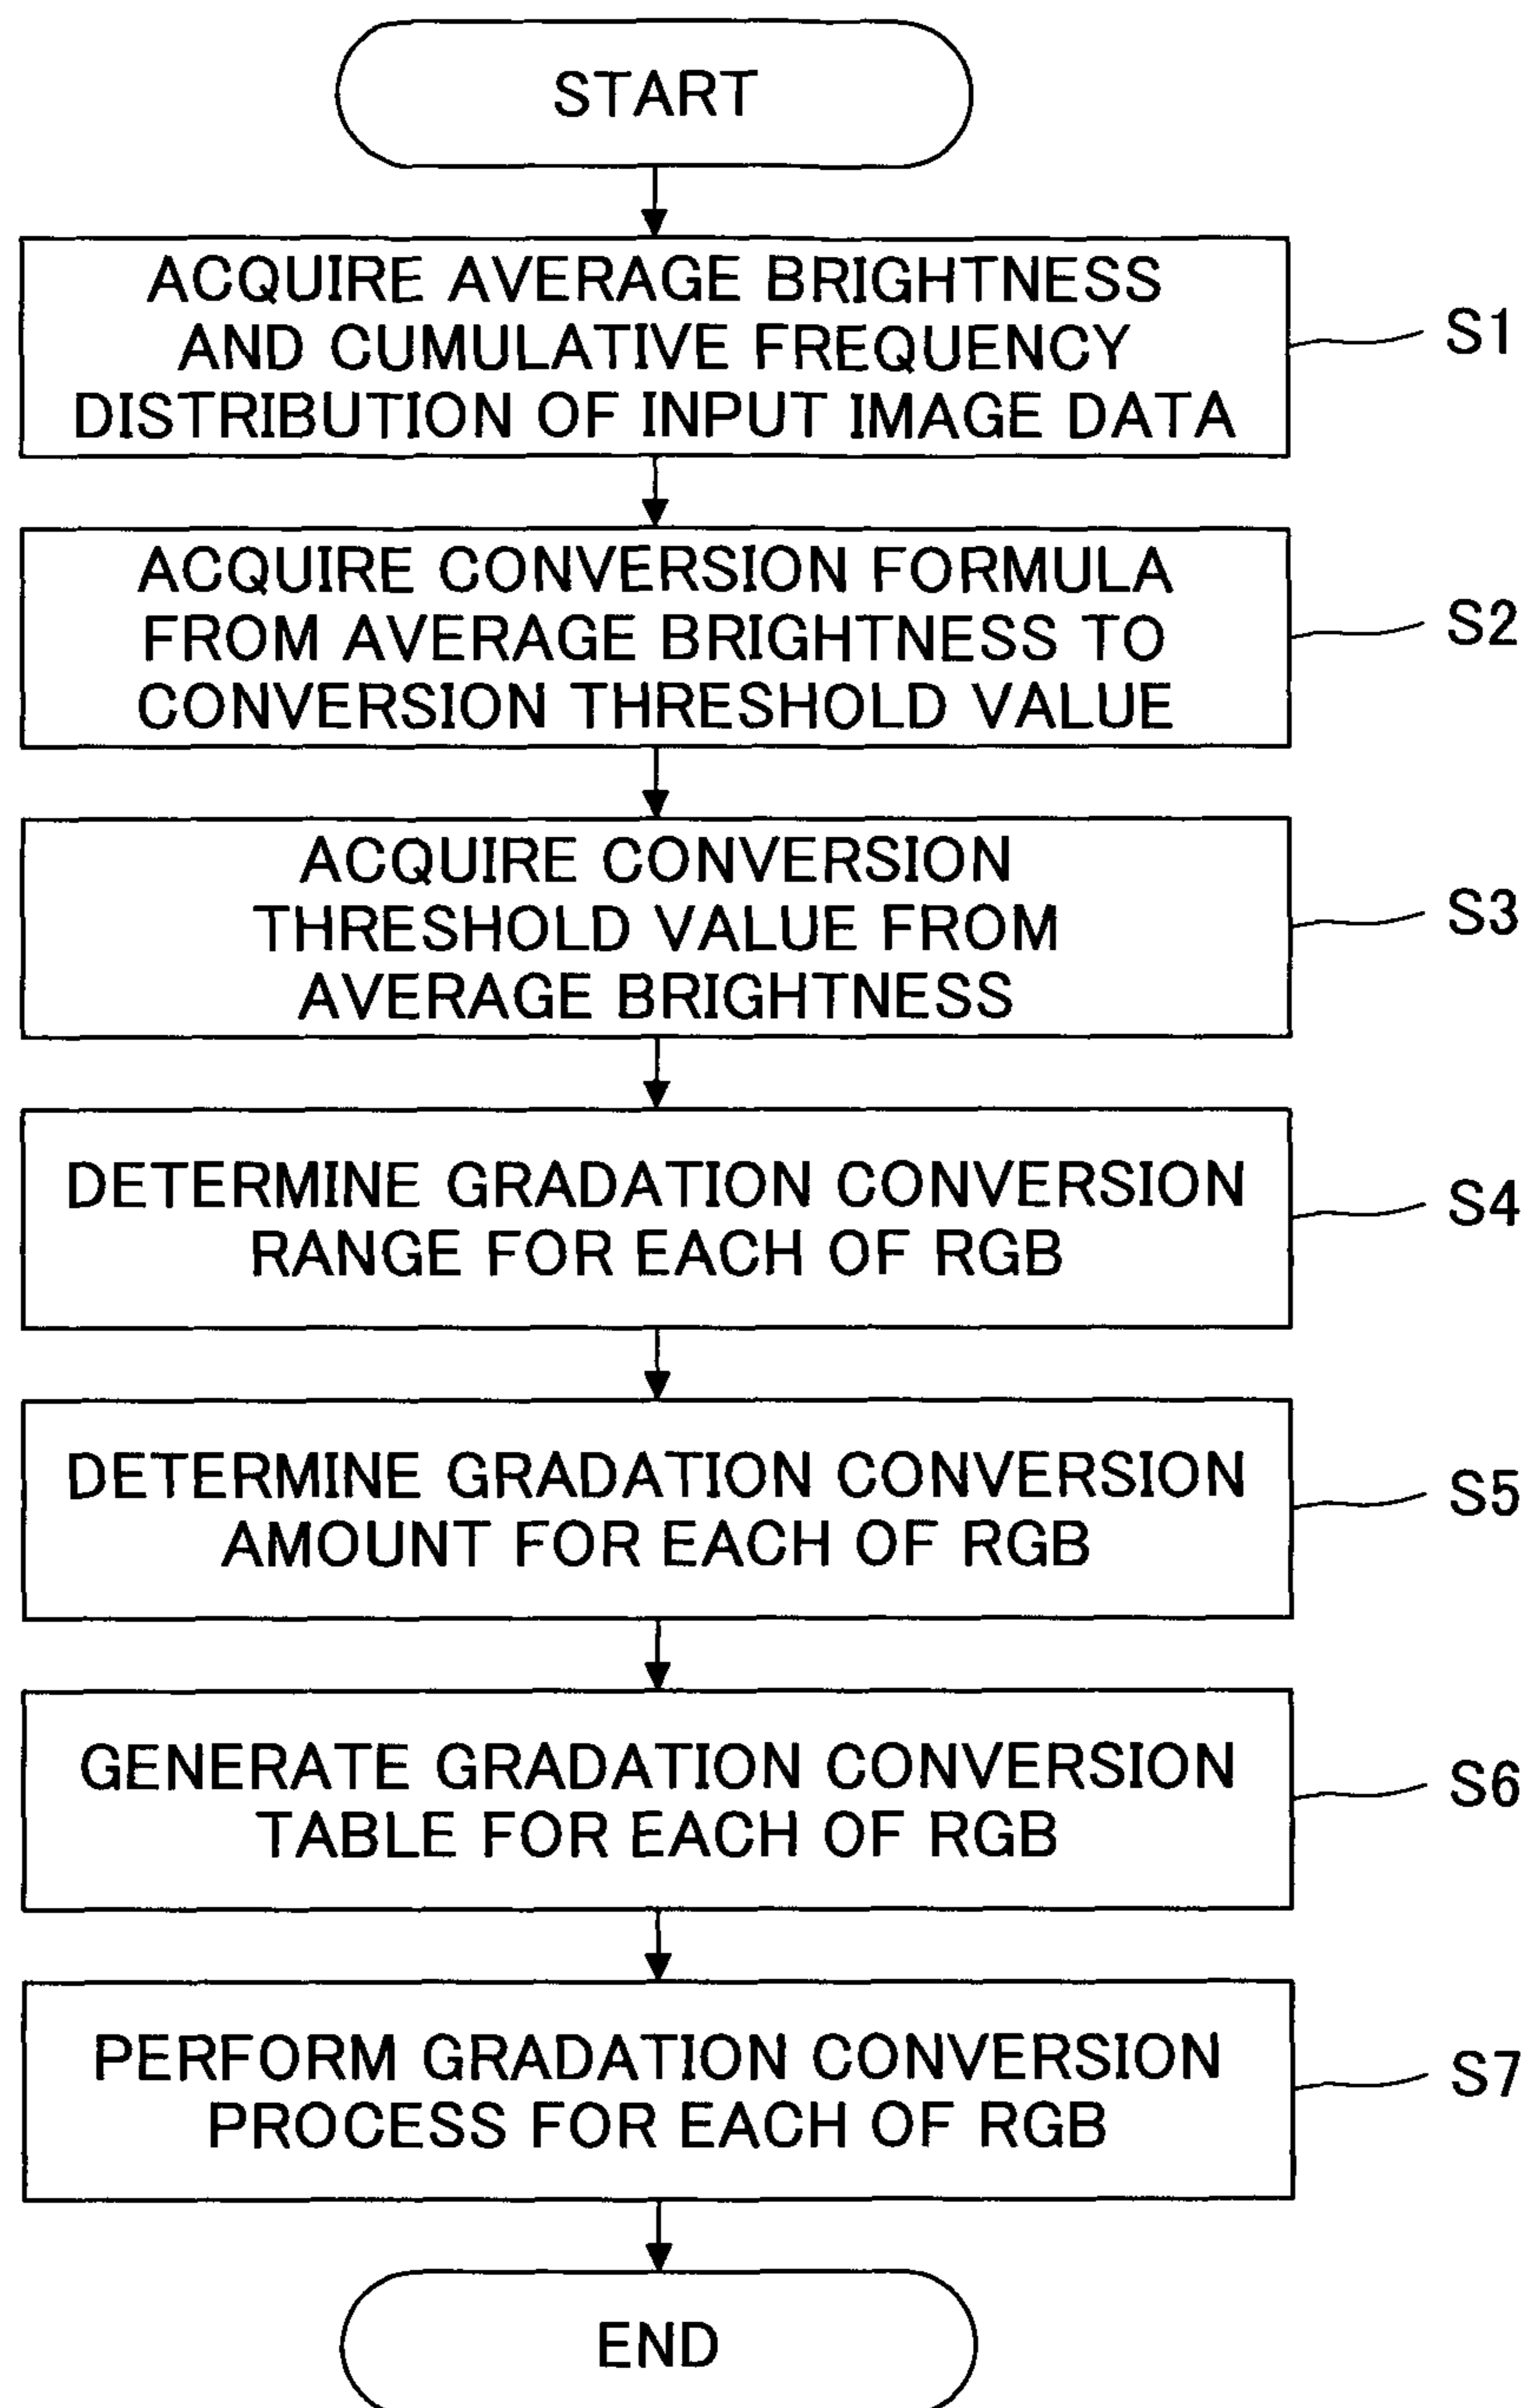 START
ACQUIRE AVERAGE BRIGHTNESS
AND CUMULATIVE FREQUENCY
DISTRIBUTION OF INPUT IMAGE DATA
S1
ACQUIRE CONVERSION FORMULA
FROM AVERAGE BRIGHTNESS TO
CONVERSION THRESHOLD VALUE
S2
ACQUIRE CONVERSION
THRESHOLD VALUE FROM
AVERAGE BRIGHTNESS
S3
DETERMINE GRADATION CONVERSION
RANGE FOR EACH OF RGB
S4
DETERMINE GRADATION CONVERSION
AMOUNT FOR EACH OF RGB
S5
GENERATE GRADATION CONVERSION
TABLE FOR EACH OF RGB
S6
PERFORM GRADATION CONVERSION
PROCESS FOR EACH OF RGB
S7
END